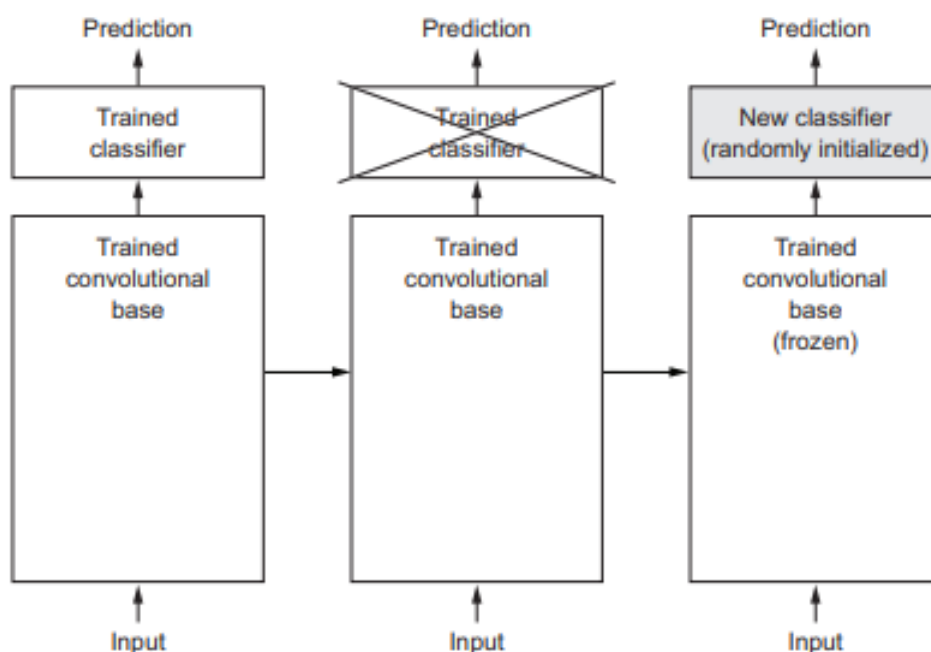 Prediction
Trained
classifier
Trained
convolutional
base
Input
Prediction
Trained
classifier
Trained
convolutional
base
Input
Prediction
New classifier
(randomly initialized)
Trained
convolutional
base
(frozen)
Input